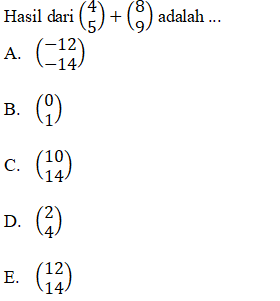 Hasil dari (4 5) + (8 9) adalah ...
A. (−12 −14)
B. (0 1)
C. (10 14)
D. (2 4)
E. (12 14)